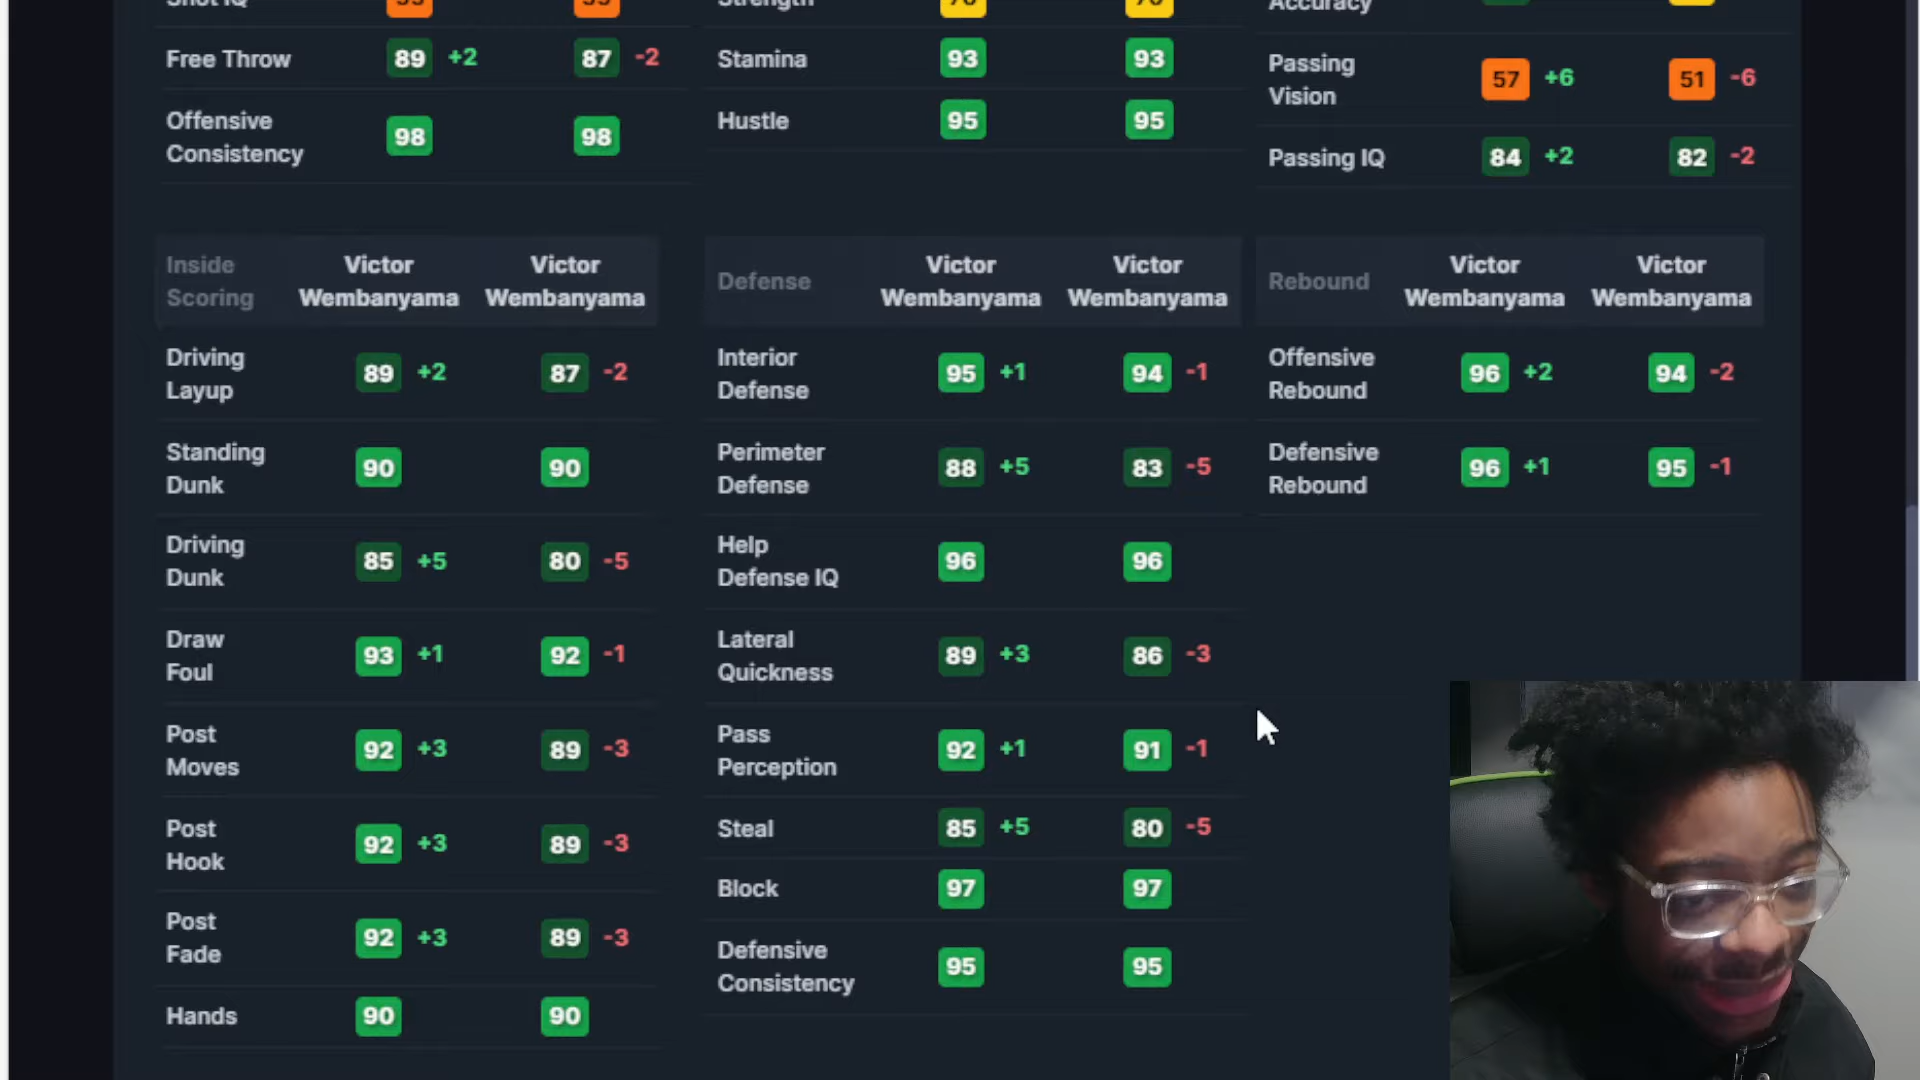 Shot IQ
Free Throw 89 +2 87 -2
Offensive
Consistency 98 98
Strength
Stamina 93 93
Hustle 95 95
Accuracy
Passing
Vision 57 +6 51 -6
Passing IQ 84 +2 82 -2
Inside
Scoring
Victor
Wembanyama
Victor
Wembanyama
Driving
Layup 89 +2 87 -2
Standing
Dunk 90 90
Driving
Dunk 85 +5 80 -5
Draw
Foul 93 +1 92 -1
Post
Moves 92 +3 89 -3
Post
Hook 92 +3 89 -3
Post
Fade 92 +3 89 -3
Hands 90 90
Defense
Victor
Wembanyama
Victor
Wembanyama
Interior
Defense 95 +1 94 -1
Perimeter
Defense 88 +5 83 -5
Help
Defense IQ 96 96
Lateral
Quickness 89 +3 86 -3
Pass
Perception 92 +1 91 -1
Steal 85 +5 80 -5
Block 97 97
Defensive
Consistency 95 95
Rebound
Victor
Wembanyama
Victor
Wembanyama
Offensive
Rebound 96 +2 94 -2
Defensive
Rebound 96 +1 95 -1